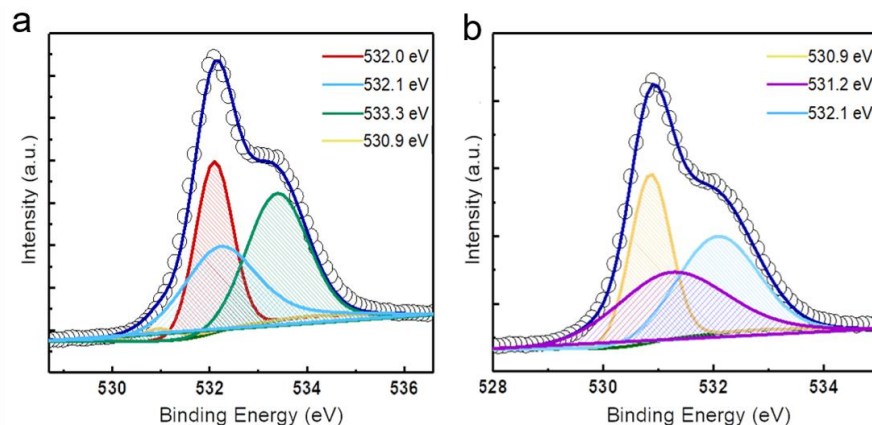 a
532.0 eV
532.1 eV
533.3 eV
530.9 eV
Intensity (a.u.)
530 532 534 536
Binding Energy (eV)
b
530.9 eV
531.2 eV
532.1 eV
Intensity (a.u.)
528 530 532 534
Binding Energy (eV)